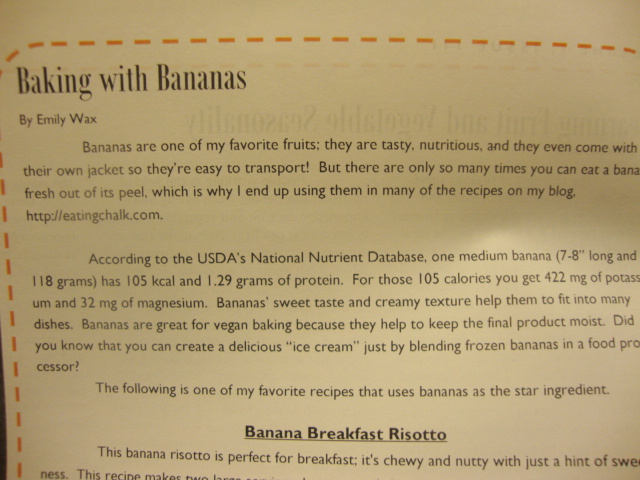 Baking with Bananas
By Emily Wax
Bananas are one of my favorite fruits; they are tasty, nutritious, and they even come with
their own jacket so they're easy to transport! But there are only so many times you can eat a bana
fresh out of its peel, which is why I end up using them in many of the recipes on my blog,
http://eatingchalk.com.
According to the USDA's National Nutrient Database, one medium banana (7-8" long and
118 grams) has 105 kcal and 1.29 grams of protein. For those 105 calories you get 422 mg of potass
um and 32 mg of magnesium. Bananas' sweet taste and creamy texture help them to fit into many
dishes. Bananas are great for vegan baking because they help to keep the final product moist. Did
you know that you can create a delicious "ice cream" just by blending frozen bananas in a food pro
cessor?
The following is one of my favorite recipes that uses bananas as the star ingredient.
Banana Breakfast Risotto
This banana risotto is perfect for breakfast; it's chewy and nutty with just a hint of swee
ness. This recipe makes two large